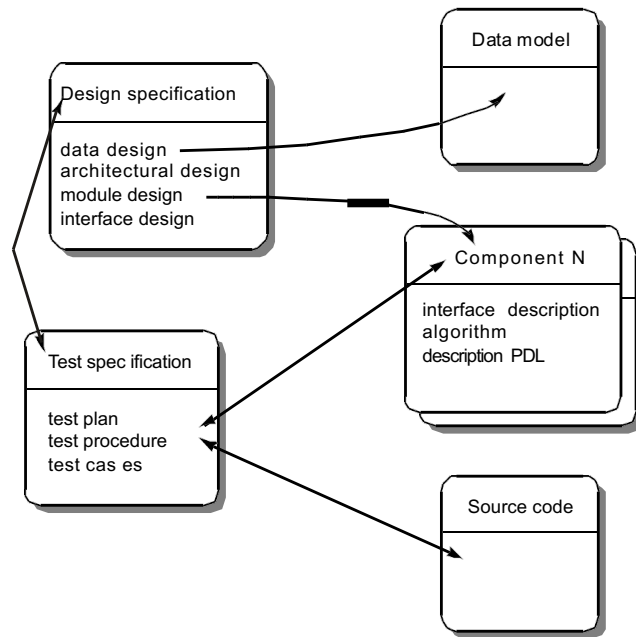 Data model
Design specification
data design
architectural design
module design
interface design
Component N
interface description
algorithm
description PDL
Test spec ification
test plan
test procedure
test cas es
Source code